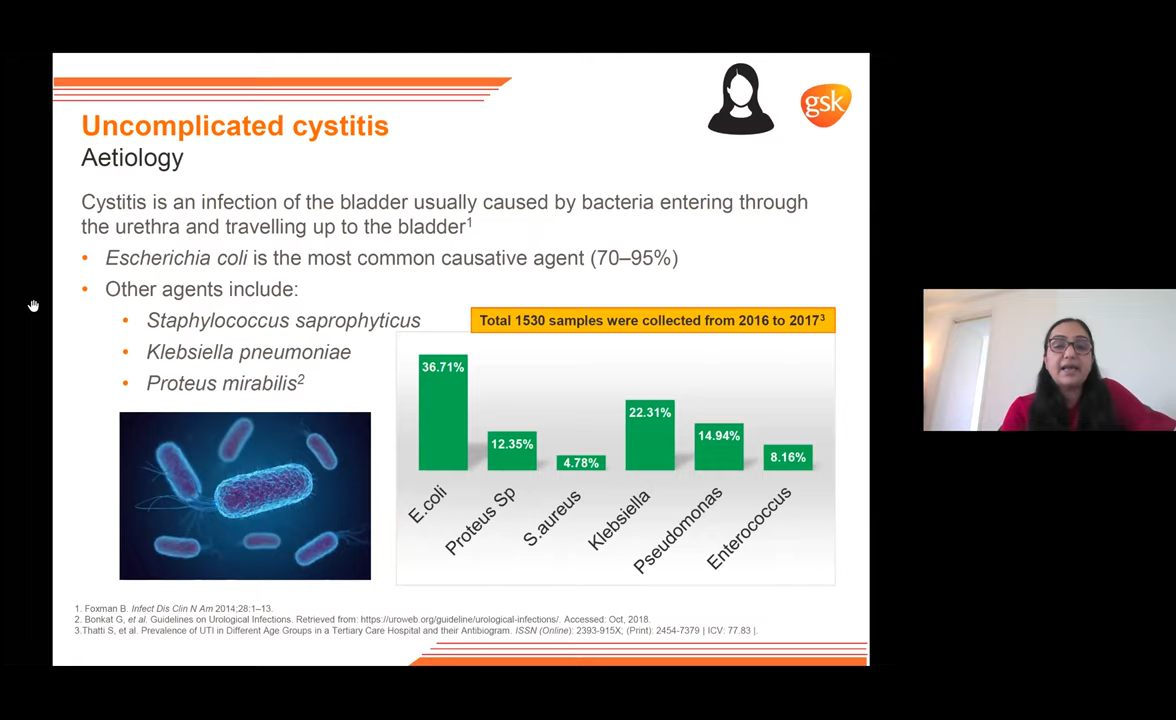 gsk
Uncomplicated cystitis
Aetiology
Cystitis is an infection of the bladder usually caused by bacteria entering through
the urethra and travelling up to the bladder1
• Escherichia coli is the most common causative agent (70–95%)
• Other agents include:
• Staphylococcus saprophyticus
• Klebsiella pneumoniae
• Proteus mirabilis2
Total 1530 samples were collected from 2016 to 20173
36.71%
12.35%
4.78%
22.31%
14.94%
8.16%
E.coli
Proteus Sp
S.aureus
Klebsiella
Pseudomonas
Enterococcus
1. Foxman B. Infect Dis Clin N Am 2014;28:1–13.
2. Bonkat G, et al. Guidelines on Urological Infections. Retrieved from: https://uroweb.org/guideline/urological-infections/. Accessed: Oct, 2018.
3.Thatti S, et al. Prevalence of UTI in Different Age Groups in a Tertiary Care Hospital and their Antibiogram. ISSN (Online): 2393-915X; (Print): 2454-7379 | ICV: 77.83 |.